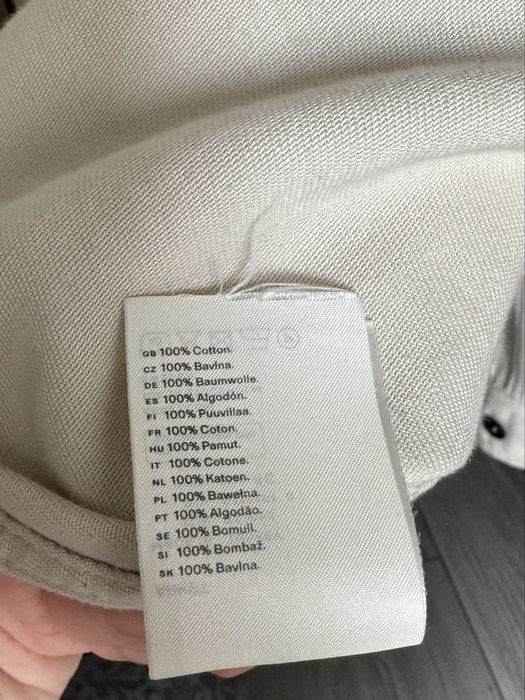 GB 100% Cotton.
CZ 100% Bavlna.
DE 100% Baumwolle.
ES 100% Algodón.
FI 100% Puuvillaa.
FR 100% Coton.
HU 100% Pamut.
IT 100% Cotone.
NL 100% Katoen.
PL 100% Bawełna.
PT 100% Algodão.
SE 100% Bomull.
SI 100% Bombaž.
SK 100% Bavlna.